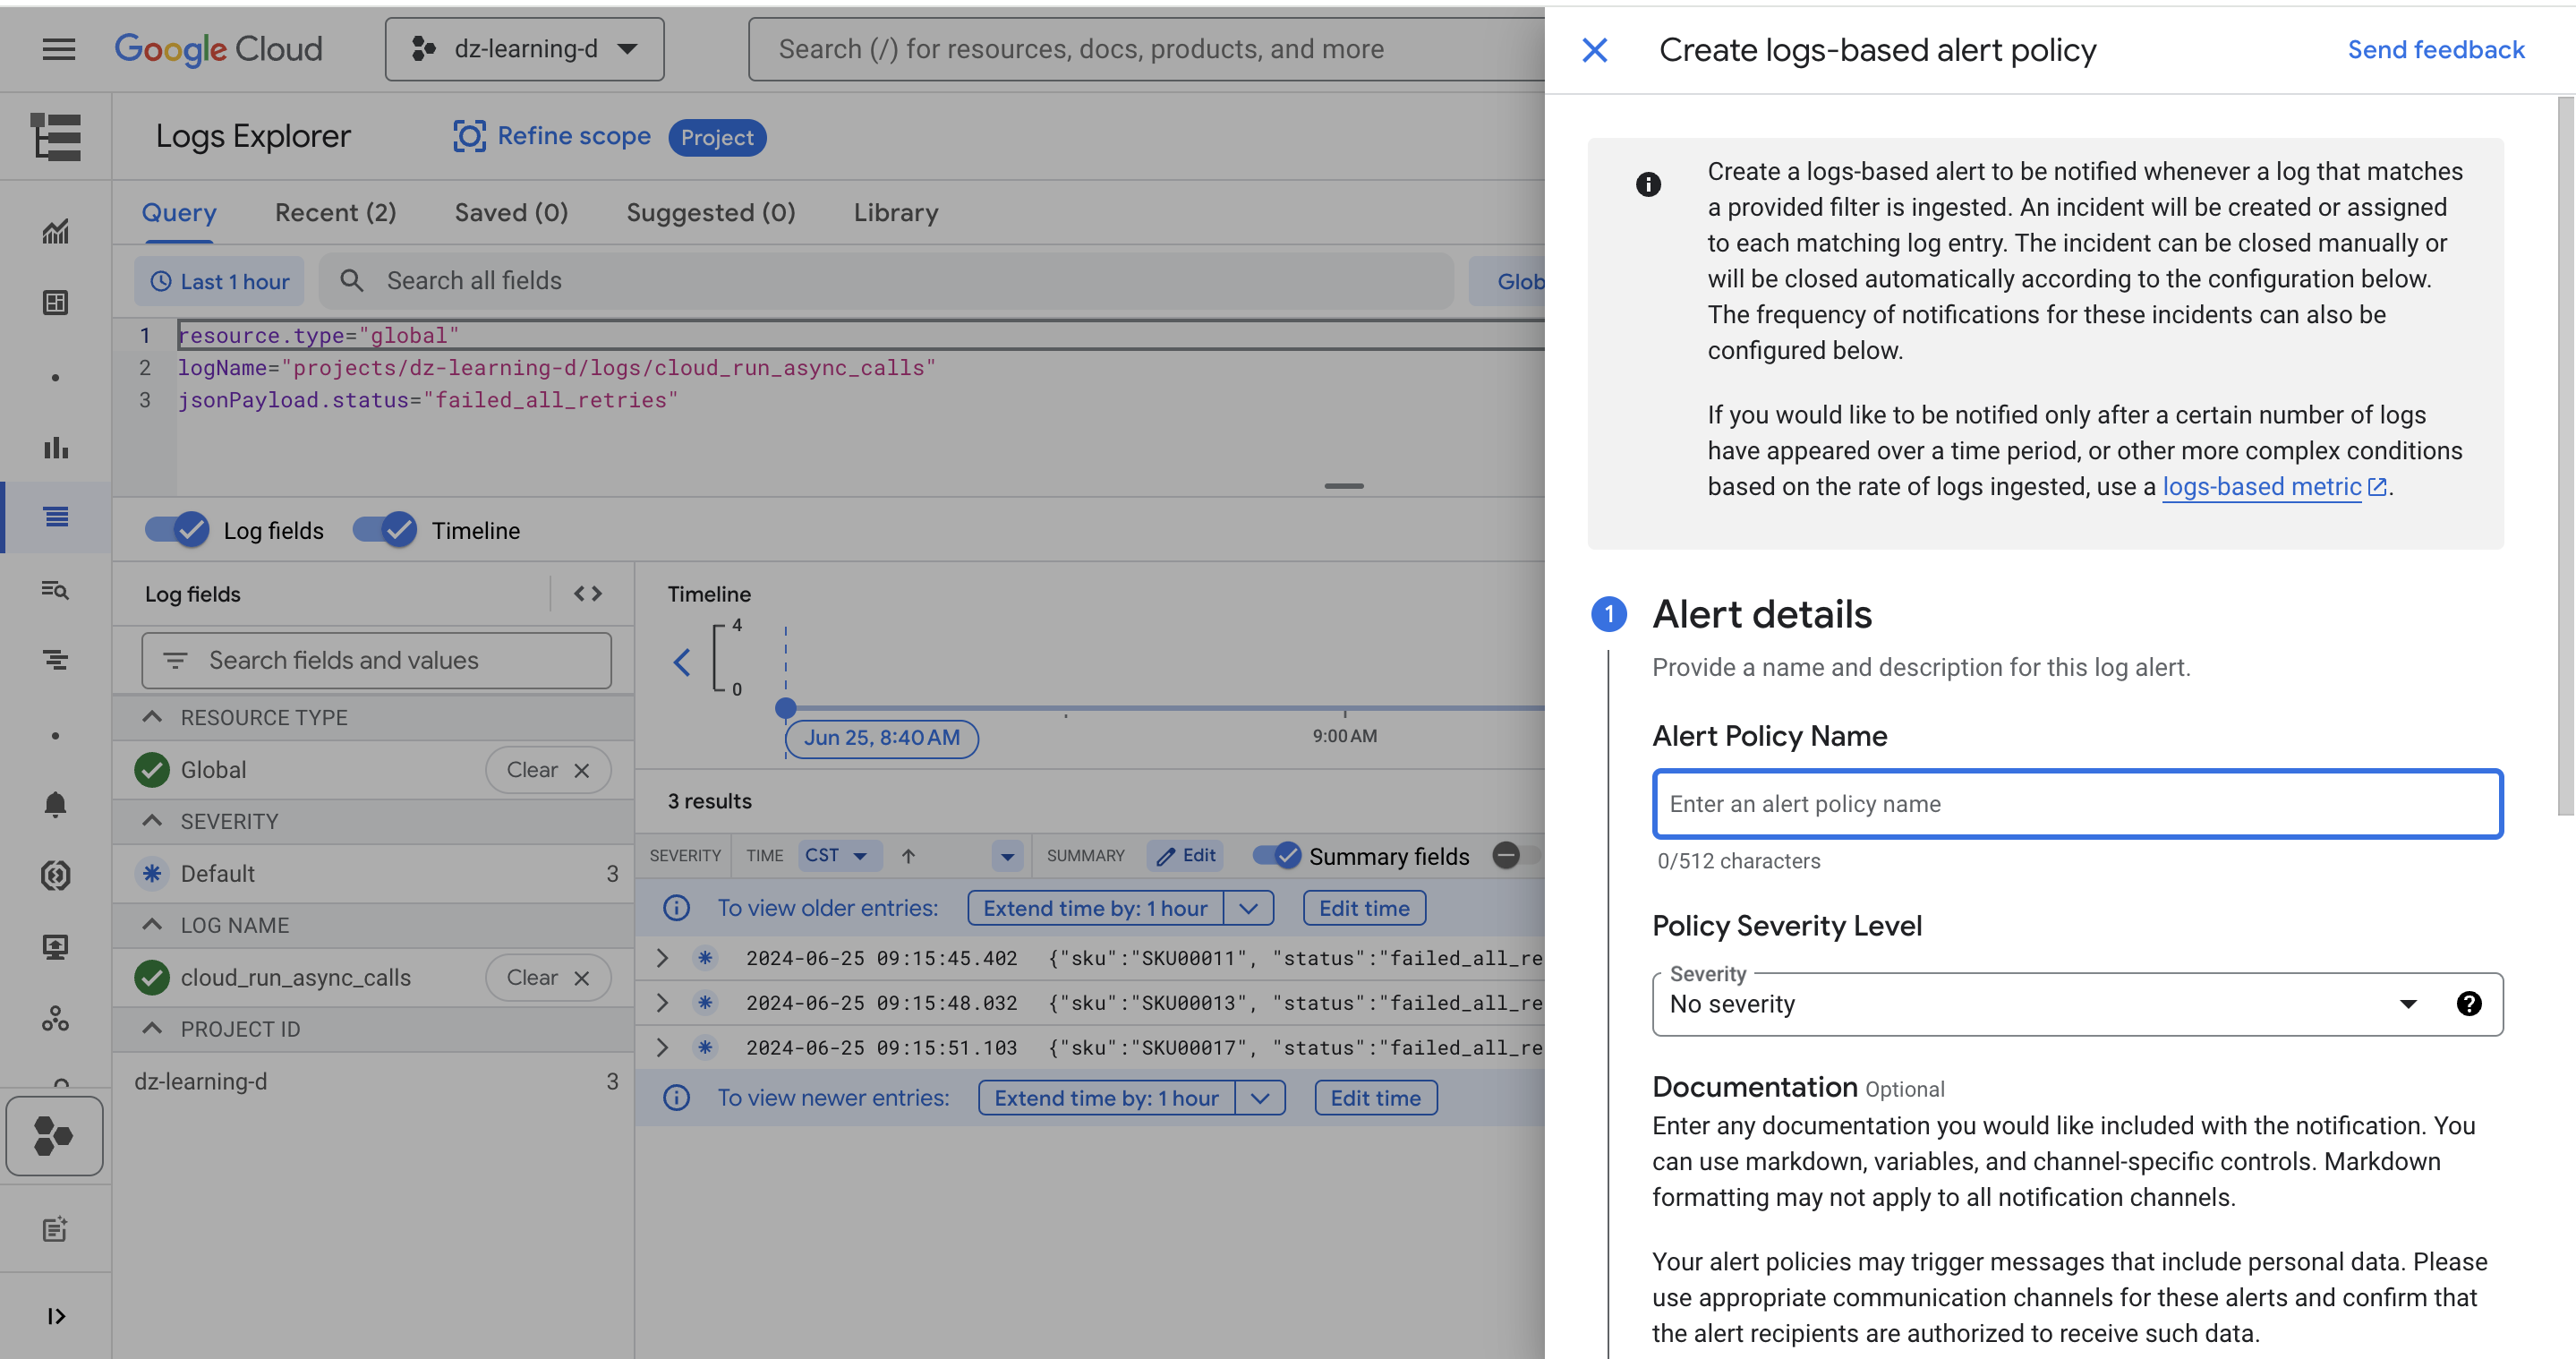 Google Cloud
dz-learning-d
Search (/) for resources, docs, products, and more
Logs Explorer
Refine scope
Project
Query
Recent (2)
Saved (0)
Suggested (0)
Library
Last 1 hour
Search all fields
Glob
1 resource.type="global"
2 logName="projects/dz-learning-d/logs/cloud_run_async_calls"
3 jsonPayload.status="failed_all_retries"
Log fields
Timeline
Log fields
Search fields and values
RESOURCE TYPE
Global
Clear
SEVERITY
Default 3
LOG NAME
cloud_run_async_calls
Clear
PROJECT ID
dz-learning-d 3
Timeline
4
0
Jun 25, 8:40 AM
9:00 AM
3 results
SEVERITY TIME CST SUMMARY Edit Summary fields
To view older entries: Extend time by: 1 hour Edit time
2024-06-25 09:15:45.402 {"sku":"SKU00011", "status":"failed_all_re
2024-06-25 09:15:48.032 {"sku":"SKU00013", "status":"failed_all_re
2024-06-25 09:15:51.103 {"sku":"SKU00017", "status":"failed_all_re
To view newer entries: Extend time by: 1 hour Edit time
Create logs-based alert policy
Send feedback
Create a logs-based alert to be notified whenever a log that matches
a provided filter is ingested. An incident will be created or assigned
to each matching log entry. The incident can be closed manually or
will be closed automatically according to the configuration below.
The frequency of notifications for these incidents can also be
configured below.
If you would like to be notified only after a certain number of logs
have appeared over a time period, or other more complex conditions
based on the rate of logs ingested, use a logs-based metric.
1 Alert details
Provide a name and description for this log alert.
Alert Policy Name
Enter an alert policy name
0/512 characters
Policy Severity Level
Severity
No severity
Documentation Optional
Enter any documentation you would like included with the notification. You
can use markdown, variables, and channel-specific controls. Markdown
formatting may not apply to all notification channels.
Your alert policies may trigger messages that include personal data. Please
use appropriate communication channels for these alerts and confirm that
the alert recipients are authorized to receive such data.